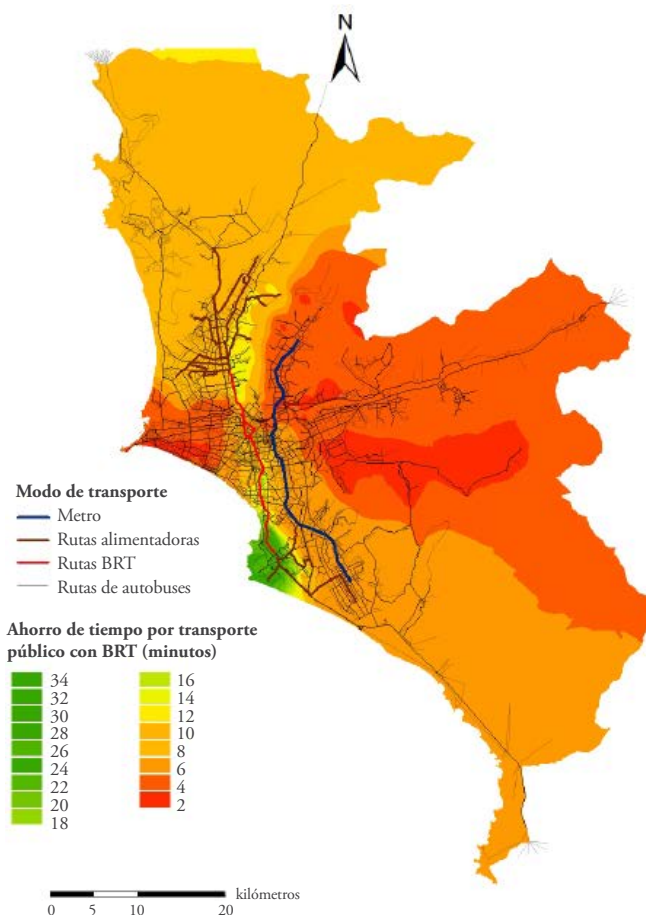 N
Modo de transporte
Metro
Rutas alimentadoras
Rutas BRT
Rutas de autobuses
Ahorro de tiempo por transporte
público con BRT (minutos)
34
32
30
28
26
24
22
20
18
16
14
12
10
8
6
4
2
kilómetros
0 5 10 20